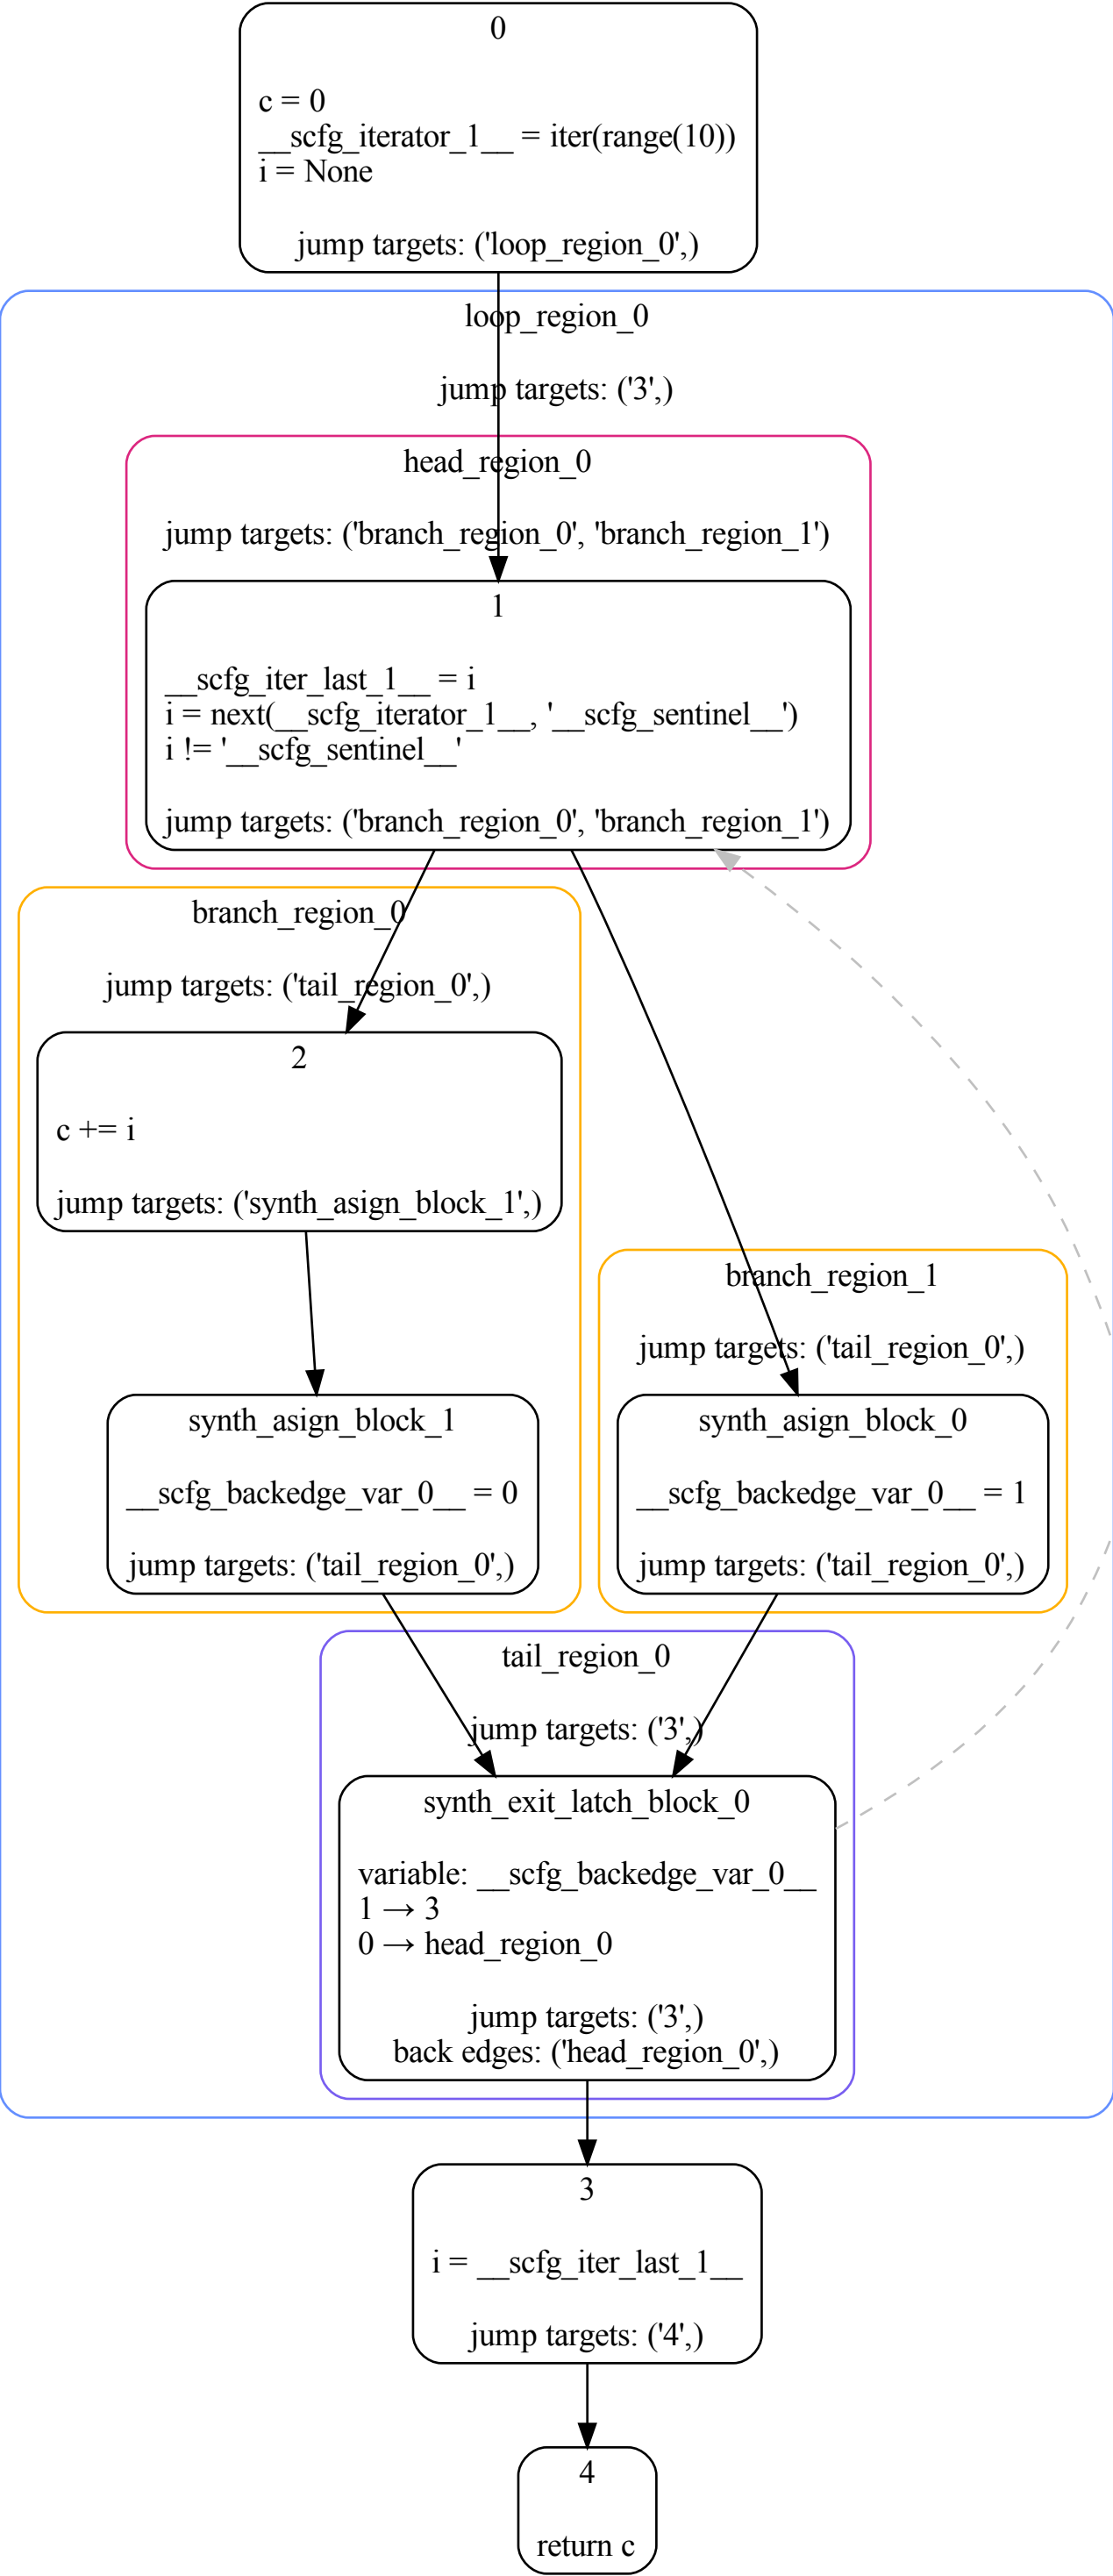 0
c = 0
__scfg_iterator_1__ = iter(range(10))
i = None
jump targets: ('loop_region_0',)
loop_region_0
jump targets: ('3',)
head_region_0
jump targets: ('branch_region_0', 'branch_region_1')
1
__scfg_iter_last_1__ = i
i = next(__scfg_iterator_1__, '__scfg_sentinel__')
i != '__scfg_sentinel__'
jump targets: ('branch_region_0', 'branch_region_1')
branch_region_0
jump targets: ('tail_region_0',)
2
c += i
jump targets: ('synth_asign_block_1',)
branch_region_1
jump targets: ('tail_region_0',)
synth_asign_block_1
__scfg_backedge_var_0__ = 0
jump targets: ('tail_region_0',)
synth_asign_block_0
__scfg_backedge_var_0__ = 1
jump targets: ('tail_region_0',)
tail_region_0
jump targets: ('3',)
synth_exit_latch_block_0
variable: __scfg_backedge_var_0__
1 → 3
0 → head_region_0
jump targets: ('3',)
back edges: ('head_region_0',)
3
i = __scfg_iter_last_1__
jump targets: ('4',)
4
return c